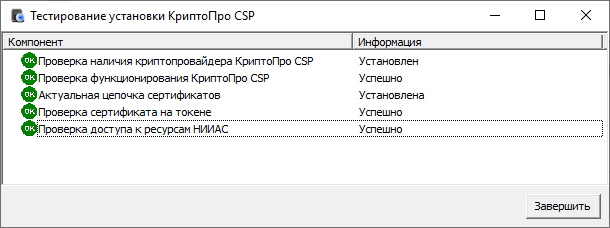 Тестирование установки КриптоПро CSP
Компонент Информация
OK Проверка наличия криптопровайдера КриптоПро CSP Установлен
OK Проверка функционирования КриптоПро CSP Успешно
OK Актуальная цепочка сертификатов Установлена
OK Проверка сертификата на токене Успешно
OK Проверка доступа к ресурсам НИИАС Успешно
Завершить